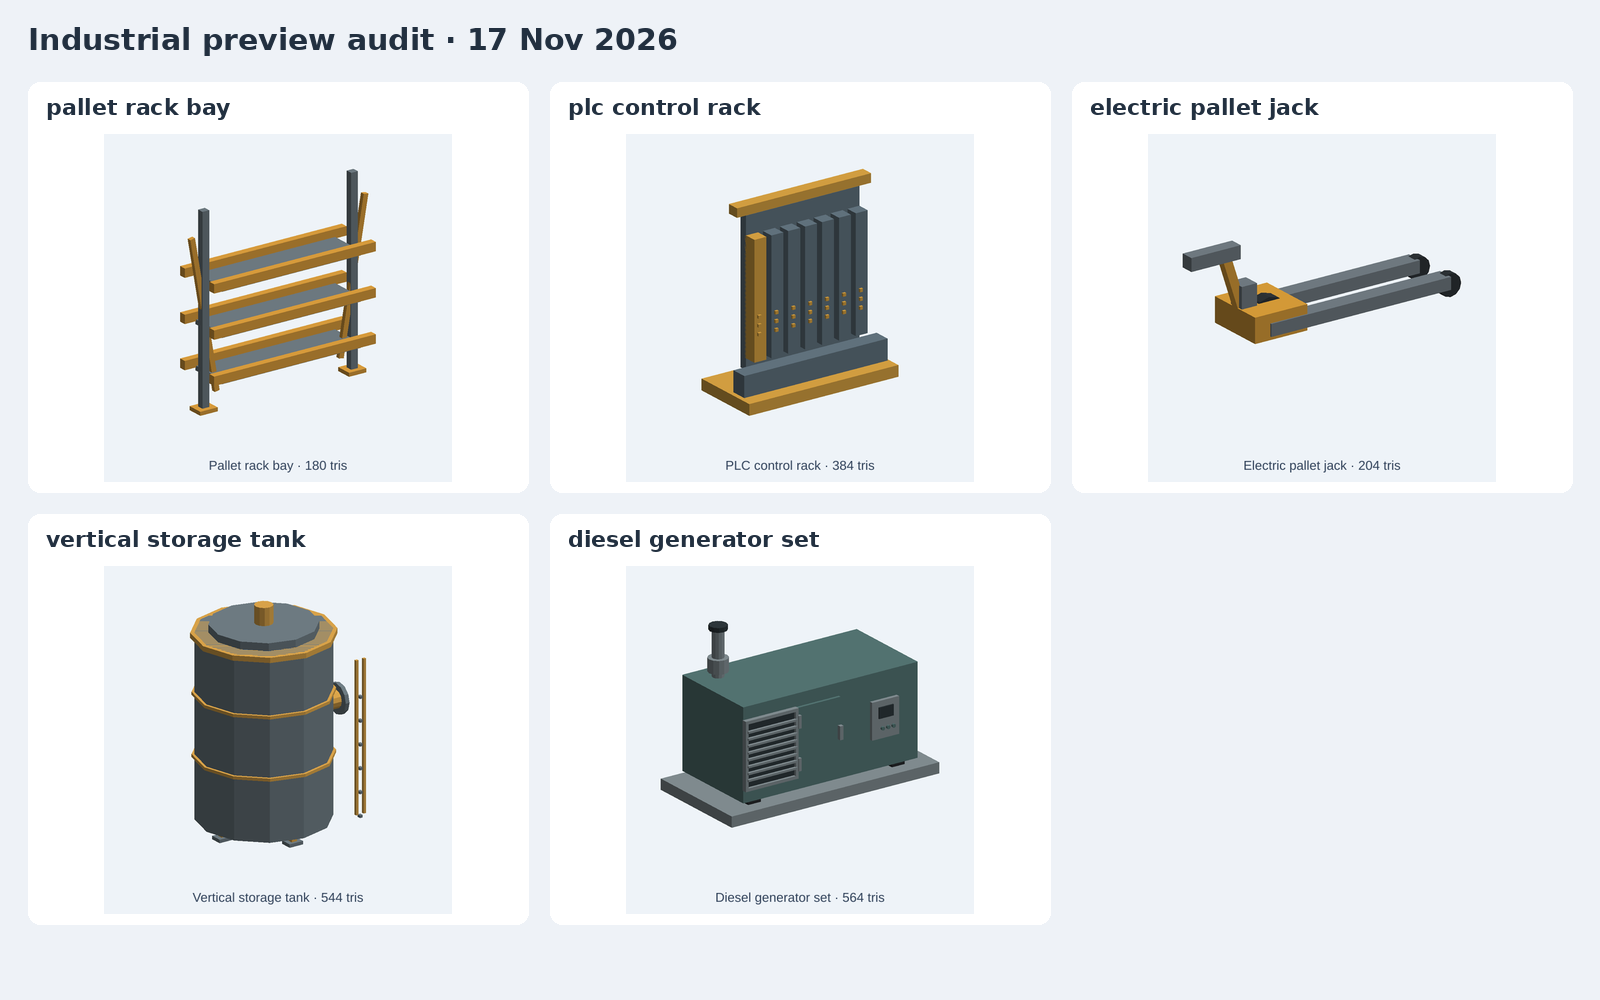 Industrial preview audit · 17 Nov 2026
pallet rack bay
Pallet rack bay · 180 tris
plc control rack
PLC control rack · 384 tris
electric pallet jack
Electric pallet jack · 204 tris
vertical storage tank
Vertical storage tank · 544 tris
diesel generator set
Diesel generator set · 564 tris